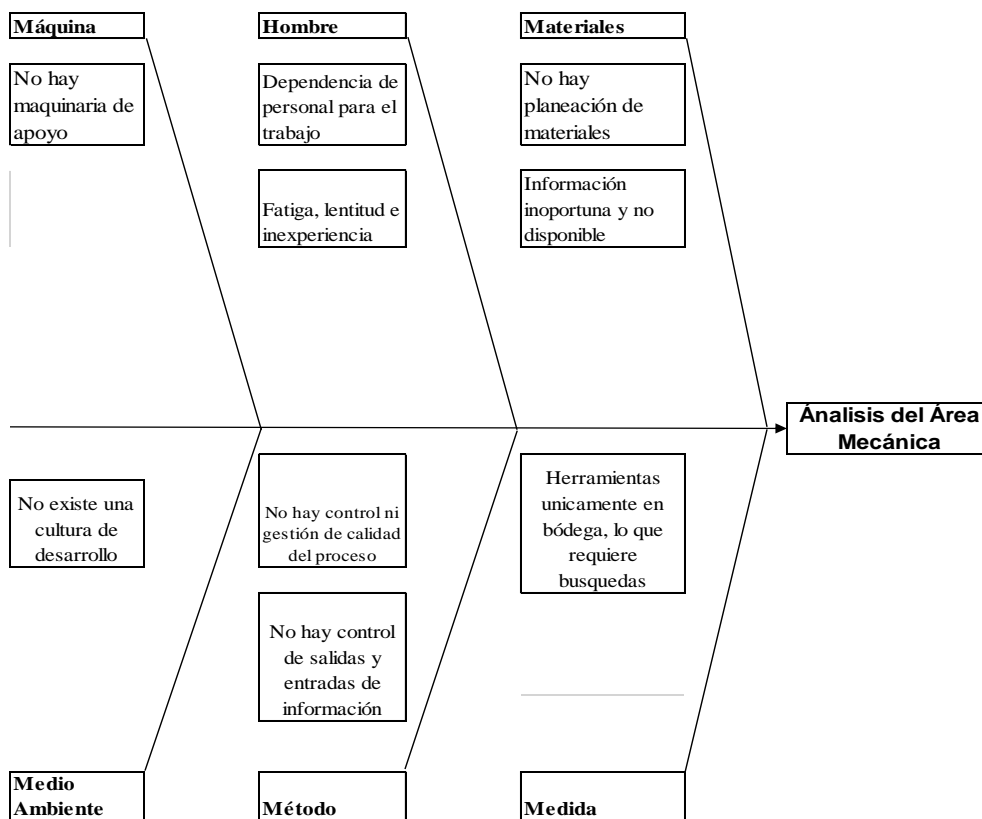 Máquina
Hombre
Materiales
No hay
maquinaria de
apoyo
Dependencia de
personal para el
trabajo
No hay
planeación de
materiales
Fatiga, lentitud e
inexperiencia
Información
inoportuna y no
disponible
Ánalisis del Área
Mecánica
No existe una
cultura de
desarrollo
No hay control ni
gestión de calidad
del proceso
Herramientas
unicamente en
bódega, lo que
requiere
busquedas
No hay control
de salidas y
entradas de
información
Medio
Ambiente
Método
Medida